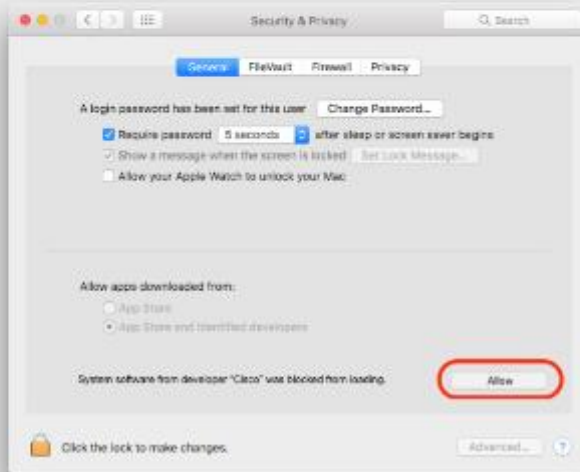 Security & Privacy
Search
General FileVault Firewall Privacy
A login password has been set for this user Change Password...
Require password 5 seconds after sleep or screen saver begins
Show a message when the screen is locked Set Lock Message...
Allow your Apple Watch to unlock your Mac
Allow apps downloaded from:
App Store
App Store and identified developers
System software from developer "Cisco" was blocked from loading. Allow
Click the lock to make changes. Advanced... ?